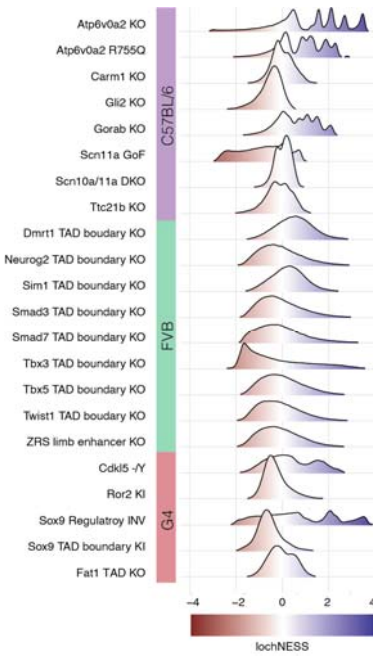 Atp6v0a2 KO
Atp6v0a2 R755Q
Carm1 KO
Gli2 KO
Gorab KO
Scn11a GoF
Scn10a/11a DKO
Ttc21b KO
C57BL/6
Dmrt1 TAD boudary KO
Neurog2 TAD boundary KO
Sim1 TAD boundary KO
Smad3 TAD boundary KO
Smad7 TAD boundary KO
Tbx3 TAD boundary KO
Tbx5 TAD boundary KO
Twist1 TAD boudary KO
ZRS limb enhancer KO
FVB
Cdkl5 -/Y
Ror2 KI
Sox9 Regulatroy INV
Sox9 TAD boundary KI
Fat1 TAD KO
G4
−4 −2 0 2 4
lochNESS